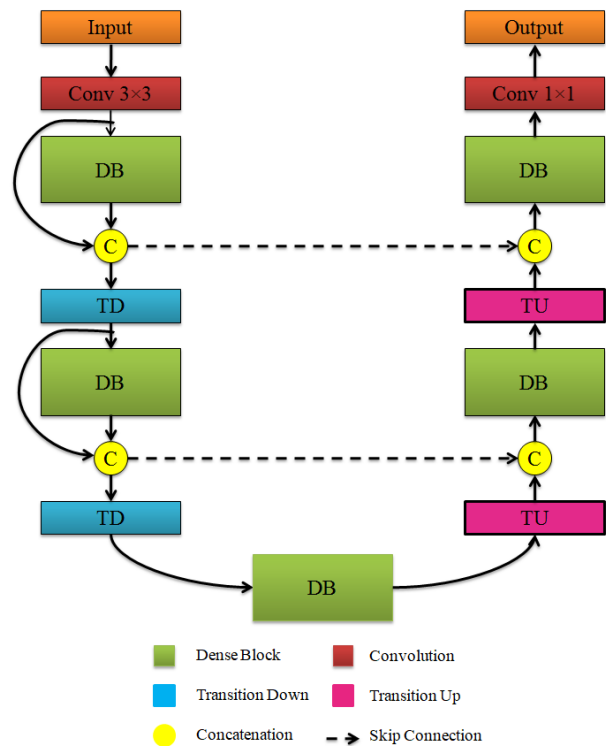 Input
Output
Conv 3×3
Conv 1×1
DB
DB
C
C
TD
TU
DB
DB
C
C
TD
TU
DB
Dense Block
Convolution
Transition Down
Transition Up
Concatenation
Skip Connection